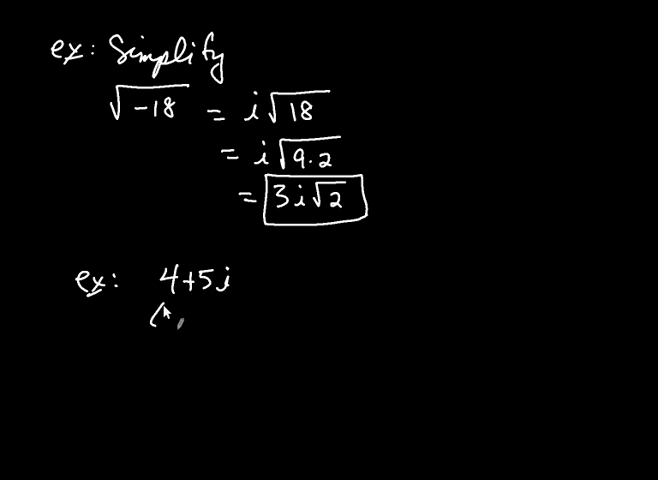 ex: Simplify
√-18 = i√18
= i√9·2
= 3i√2
ex: 4+5i
(